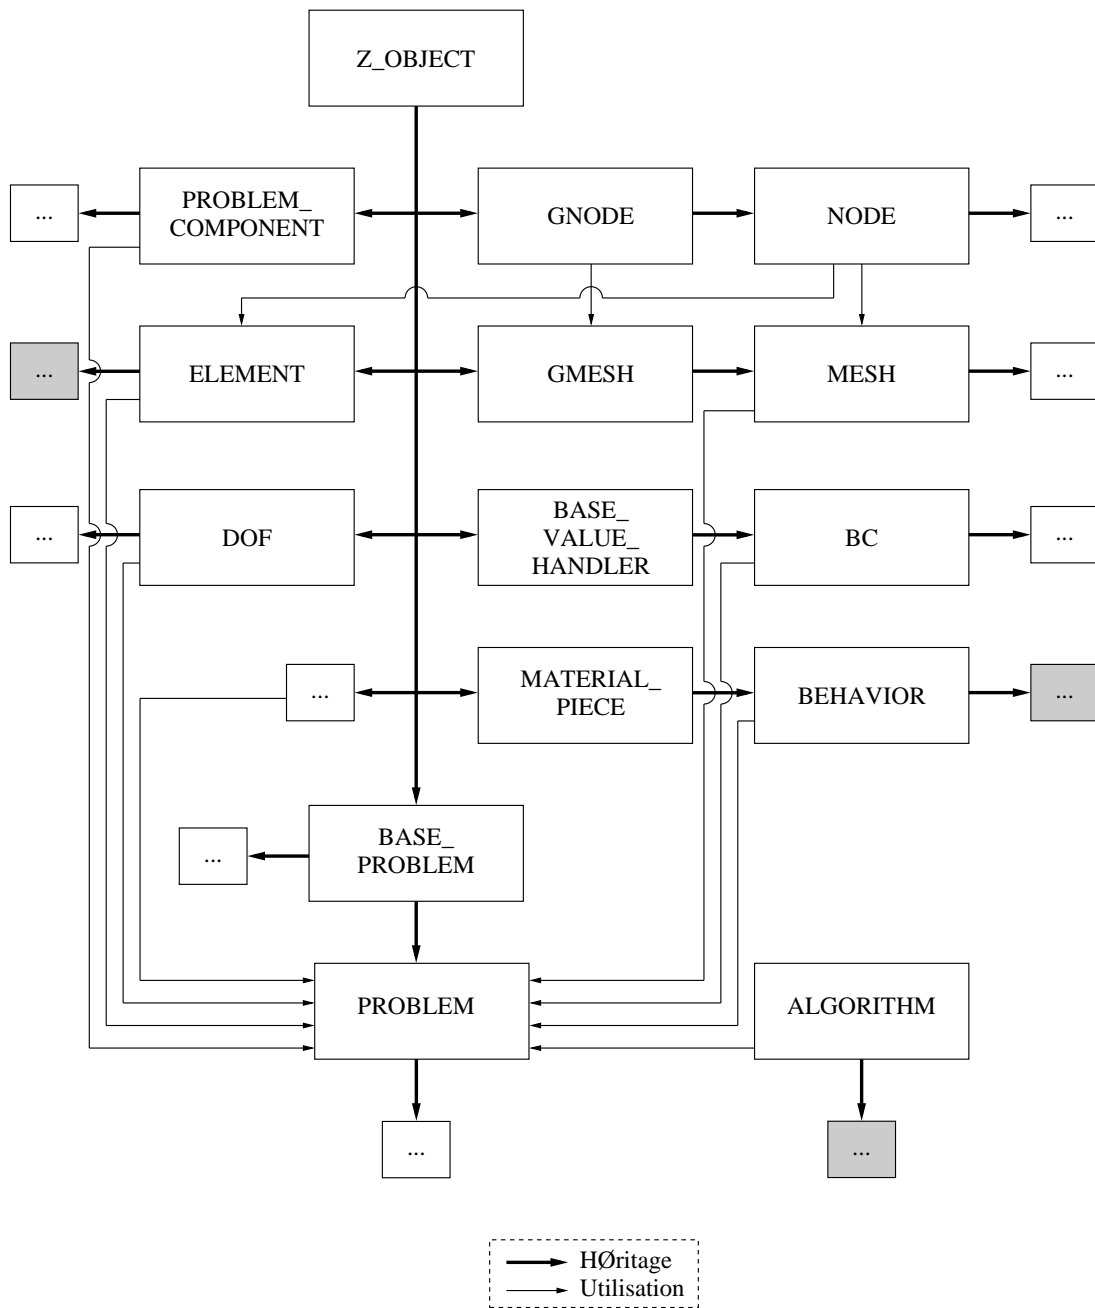 Z_OBJECT
...
PROBLEM_
COMPONENT
GNODE
NODE
...
...
ELEMENT
GMESH
MESH
...
...
DOF
BASE_
VALUE_
HANDLER
BC
...
...
MATERIAL_
PIECE
BEHAVIOR
...
...
BASE_
PROBLEM
PROBLEM
ALGORITHM
...
...
HØritage
Utilisation